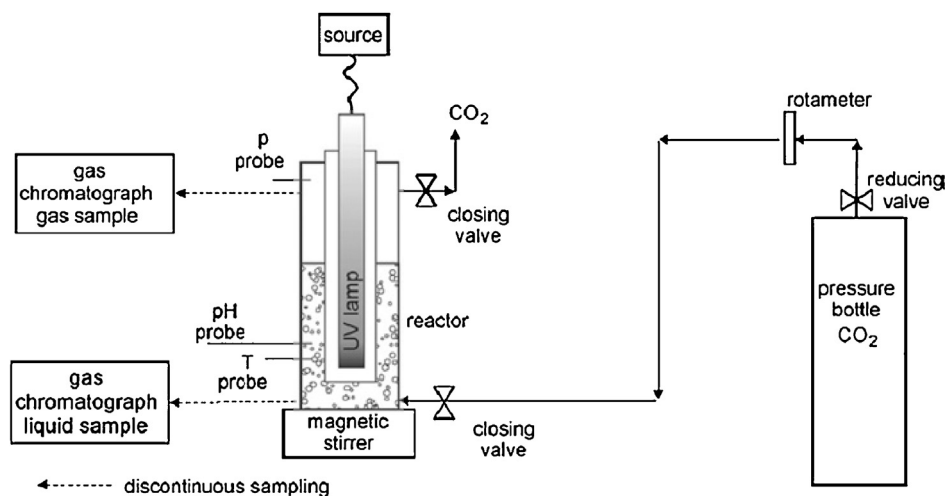 source
CO2
rotameter
p
probe
gas
chromatograph
gas sample
closing
valve
reducing
valve
UV lamp
pressure
bottle
CO2
pH
probe
reactor
T
probe
gas
chromatograph
liquid sample
magnetic
stirrer
closing
valve
discontinous sampling